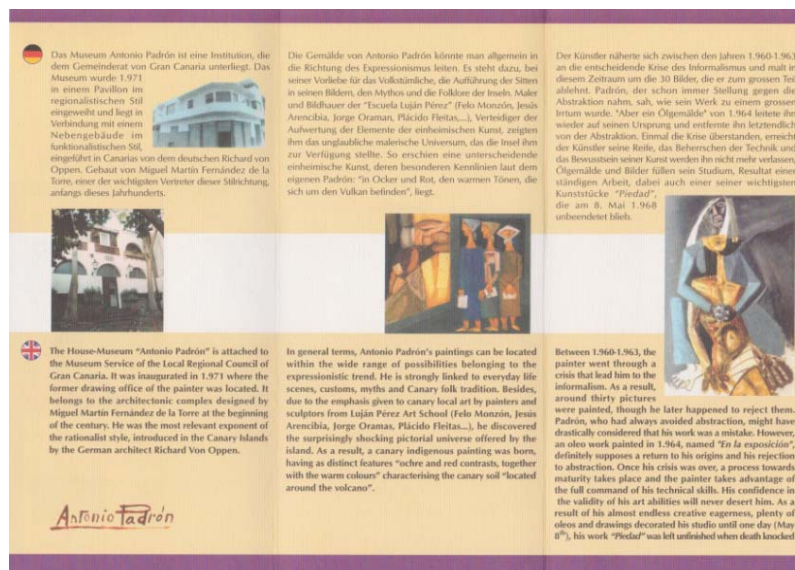 Das Museum Antonio Padrón ist eine Institution, die
dem Gemeinderat von Gran Canaria unterliegt. Das
Museum wurde 1.971
in einem Pavillon im
regionalistischen Stil
eingeweiht und liegt in
Verbindung mit einem
Nebengebäude im
funktionalistischen Stil,
eingeführt in Canarias von dem deutschen Richard von
Oppen. Gebaut von Miguel Martín Fernández de la
Torre, einer der wichtigsten Vertreter dieser Stilrichtung,
anfangs dieses Jahrhunderts.
The House-Museum “Antonio Padrón” is attached to
the Museum Service of the Local Regional Council of
Gran Canaria. It was inaugurated in 1.971 where the
former drawing office of the painter was located. It
belongs to the architectonic complex designed by
Miguel Martín Fernández de la Torre at the beginning
of the century. He was the most relevant exponent of
the rationalist style, introduced in the Canary Islands
by the German architect Richard Von Oppen.
Antonio Padrón
Die Gemälde von Antonio Padrón könnte man allgemein in
die Richtung des Expressionismus leiten. Es steht dazu, bei
seiner Vorliebe für das Volkstümliche, die Aufführung der Sitten
in seinen Bildern, den Mythos und die Folklore der Inseln. Maler
und Bildhauer der "Escuela Luján Pérez" (Felo Monzón, Jesús
Arencibia, Jorge Oraman, Plácido Fleitas,...), Verteidiger der
Aufwertung der Elemente der einheimischen Kunst, zeigten
ihm das unglaubliche malerische Universum, das die Insel ihm
zur Verfügung stellte. So erschien eine unterscheidende
einheimische Kunst, deren besonderen Kennlinien laut dem
eigenen Padrón: "in Ocker und Rot, den warmen Tönen, die
sich um den Vulkan befinden", liegt.
In general terms, Antonio Padrón's paintings can be located
within the wide range of possibilities belonging to the
expressionistic trend. He is strongly linked to everyday life
scenes, customs, myths and Canary folk tradition. Besides,
due to the emphasis given to canary local art by painters and
sculptors from Luján Pérez Art School (Felo Monzón, Jesús
Arencibia, Jorge Oramas, Plácido Fleitas...), he discovered
the surprisingly shocking pictorial universe offered by the
island. As a result, a canary indigenous painting was born,
having as distinct features “ochre and red contrasts, together
with the warm colours” characterising the canary soil “located
around the volcano”.
Der Künstler näherte sich zwischen den Jahren 1.960-1.963
an die entscheidende Krise des Informalismus und malt in
diesem Zeitraum um die 30 Bilder, die er zum grossen Teil
ablehnt. Padrón, der schon immer Stellung gegen die
Abstraktion nahm, sah, wie sein Werk zu einem grossen
Irrtum wurde. "Aber ein Ölgemälde" von 1.964 leitete ihn
wieder auf seinen Ursprung und entfernte ihn letztendlich
von der Abstraktion. Einmal die Krise überstanden, erreicht
der Künstler seine Reife, das Beherrschen der Technik und
das Bewusstsein seiner Kunst werden ihn nicht mehr verlassen,
Ölgemälde und Bilder füllen sein Studium, Resultat einer
ständigen Arbeit, dabei auch einer seiner wichtigsten
Kunststücke "Piedad",
die am 8. Mai 1.968
unbeendetet blieb.
Between 1.960-1.963, the
painter went through a
crisis that lead him to the
informalism. As a result,
around thirty pictures
were painted, though he later happened to reject them.
Padrón, who had always avoided abstraction, might have
drastically considered that his work was a mistake. However,
an oleo work painted in 1.964, named "En la exposición",
definitely supposes a return to his origins and his rejection
to abstraction. Once his crisis was over, a process towards
maturity takes place and the painter takes advantage of
the full command of his technical skills. His confidence in
the validity of his art abilities will never desert him. As a
result of his almost endless creative eagerness, plenty of
oleos and drawings decorated his studio until one day (May
8th), his work "Piedad" was left unfinished when death knocked